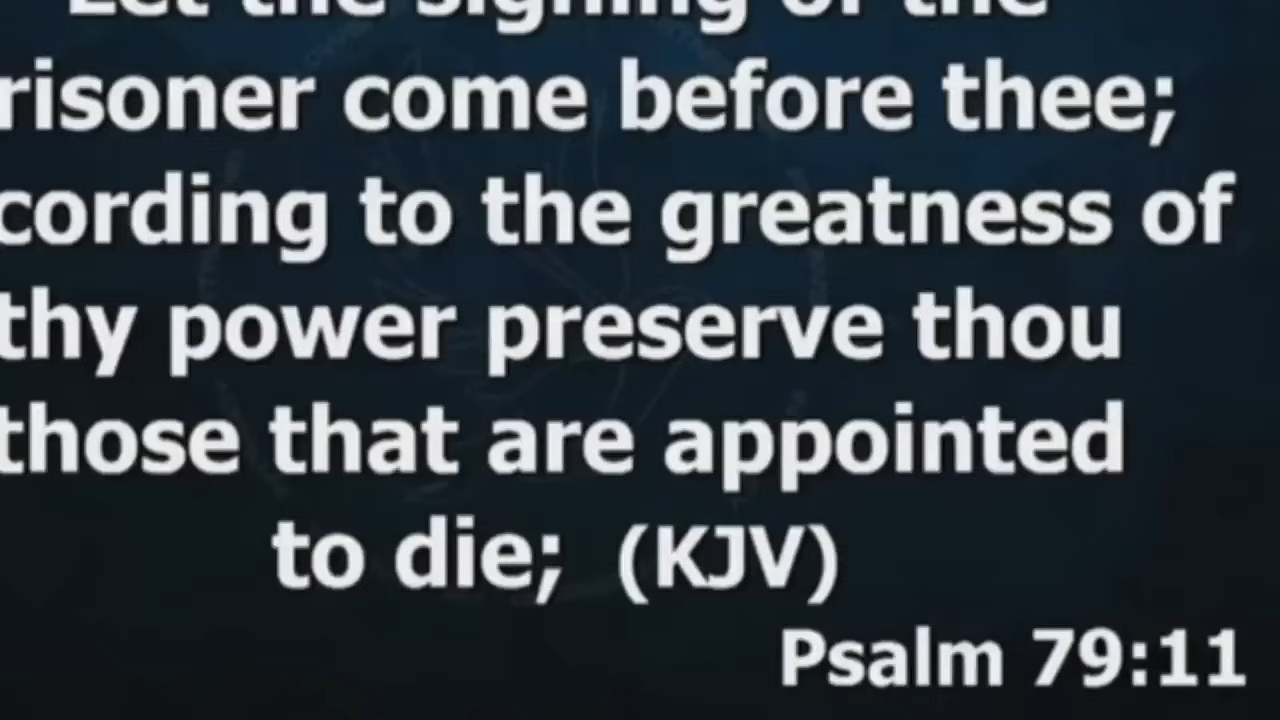 Let the sighing of the
risoner come before thee;
cording to the greatness of
thy power preserve thou
those that are appointed
to die; (KJV)
Psalm 79:11